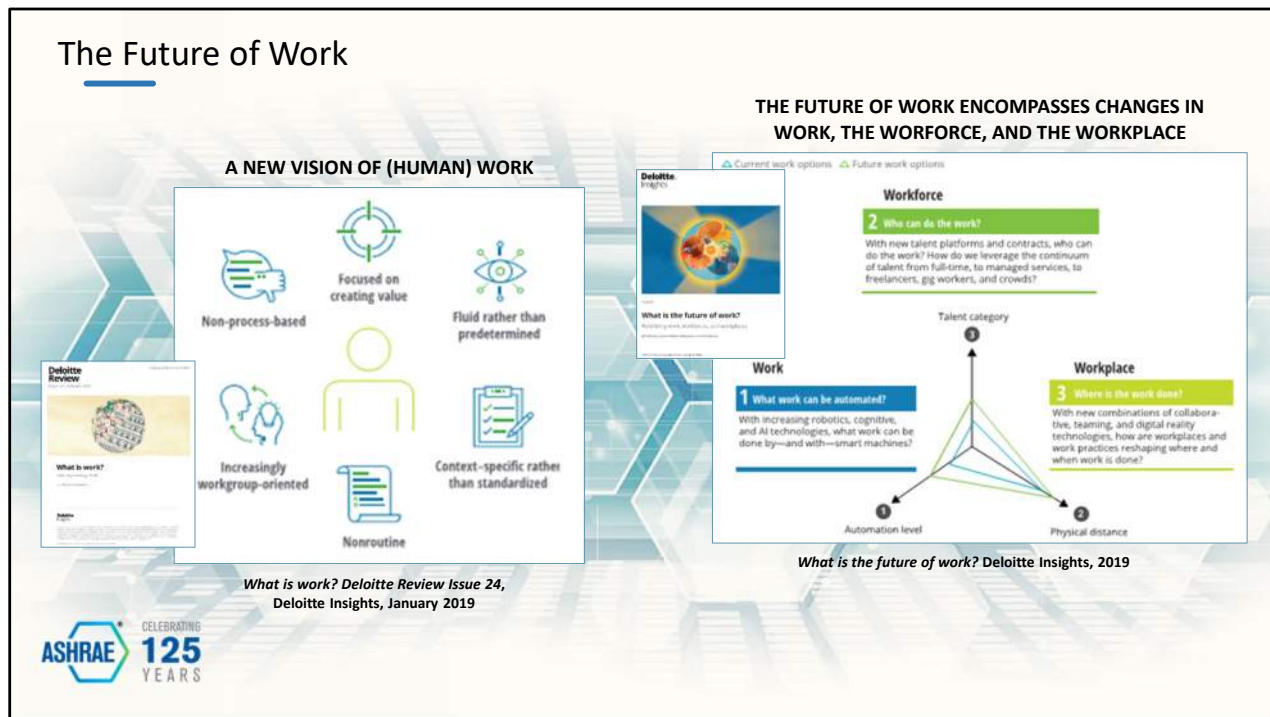 The Future of Work
A NEW VISION OF (HUMAN) WORK
Focused on
creating value
Non-process-based
Fluid rather than
predetermined
Increasingly
workgroup-oriented
Context-specific rather
than standardized
Nonroutine
Deloitte
Review
What is work?
Deloitte
Insights
What is work? Deloitte Review Issue 24,
Deloitte Insights, January 2019
THE FUTURE OF WORK ENCOMPASSES CHANGES IN
WORK, THE WORFORCE, AND THE WORKPLACE
Deloitte.
Insights
What is the future of work?
Current work options Future work options
Workforce
2 Who can do the work?
With new talent platforms and contracts, who can
do the work? How do we leverage the continuum
of talent from full-time, to managed services, to
freelancers, gig workers, and crowds?
Talent category
3
Work
1 What work can be automated?
With increasing robotics, cognitive,
and AI technologies, what work can be
done by—and with—smart machines?
Workplace
3 Where is the work done?
With new combinations of collabora-
tive, teaming, and digital reality
technologies, how are workplaces and
work practices reshaping where and
when work is done?
1
Automation level
2
Physical distance
What is the future of work? Deloitte Insights, 2019
ASHRAE
CELEBRATING
125
YEARS